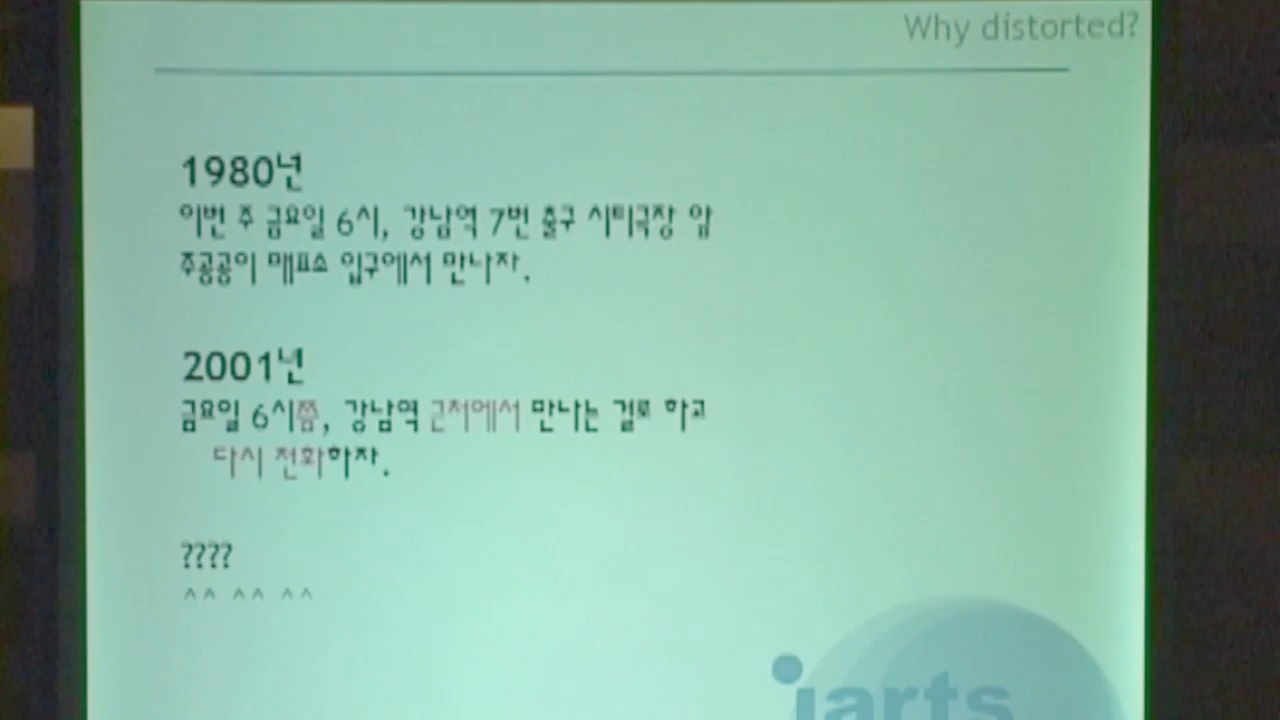 Why distorted?
1980년
이번 주 금요일 6시, 강남역 7번 출구 시티극장 앞
주공공이 매표소 입구에서 만나자.
2001년
금요일 6시쯤, 강남역 근처에서 만나는 걸로 하고
다시 전화하자.
????
^^ ^^ ^^
iarts